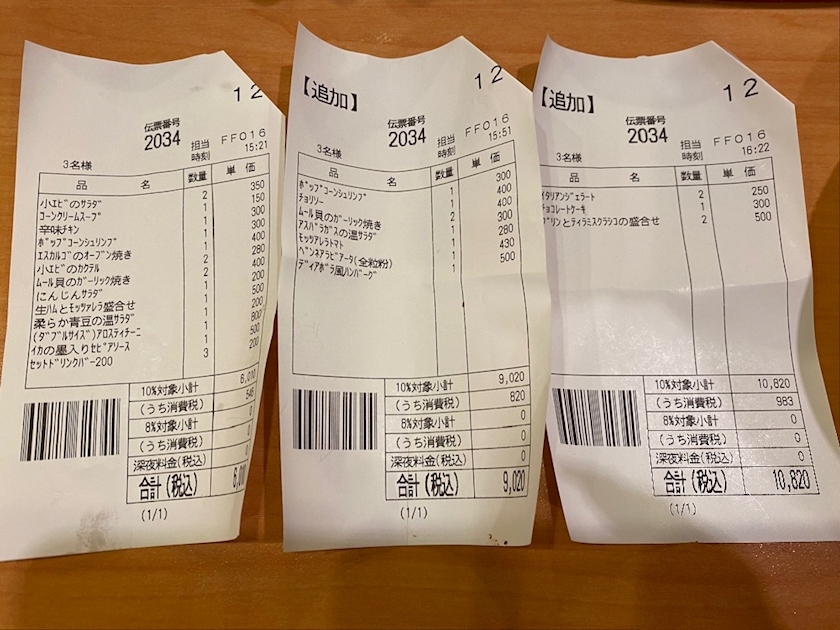 12
伝票番号
2034
担当 FF016
時刻 15:21
3名様
品 名 数量 単 価
小エビのサラダ 2 350
コーンクリームスープ 1 150
辛味チキン 1 300
ポップコーンシュリンプ 1 300
エスカルゴのオーブン焼き 1 400
小エビのカクテル 2 280
ムール貝のガーリック焼き 2 400
にんじんサラダ 1 200
生ハムとモッツァレラ盛合せ 1 500
柔らか青豆の温サラダ 1 200
(ダブルサイズ)アロスティチーニ 1 800
イカの墨入りセピアソース 1 500
セットドリンクバー200 3 200
10%対象小計 6,010
(うち消費税) 546
8%対象小計 0
(うち消費税) 0
深夜料金(税込) 0
合計(税込) 6,010
(1/1)
【追加】
12
伝票番号
2034
担当 FF016
時刻 15:51
3名様
品 名 数量 単 価
ポップコーンシュリンプ 1 300
チョリソー 1 400
ムール貝のガーリック焼き 2 400
アスパラガスの温サラダ 1 300
モッツァレラトマト 1 280
ペンネアラビアータ(全粒粉) 1 430
ディアボラ風ハンバーグ 1 500
10%対象小計 9,020
(うち消費税) 820
8%対象小計 0
(うち消費税) 0
深夜料金(税込) 0
合計(税込) 9,020
(1/1)
【追加】
12
伝票番号
2034
担当 FF016
時刻 16:22
3名様
品 名 数量 単 価
イタリアンジェラート 2 250
チョコレートケーキ 1 300
プリンとティラミスクラシコの盛合せ 2 500
10%対象小計 10,820
(うち消費税) 983
8%対象小計 0
(うち消費税) 0
深夜料金(税込) 0
合計(税込) 10,820
(1/1)